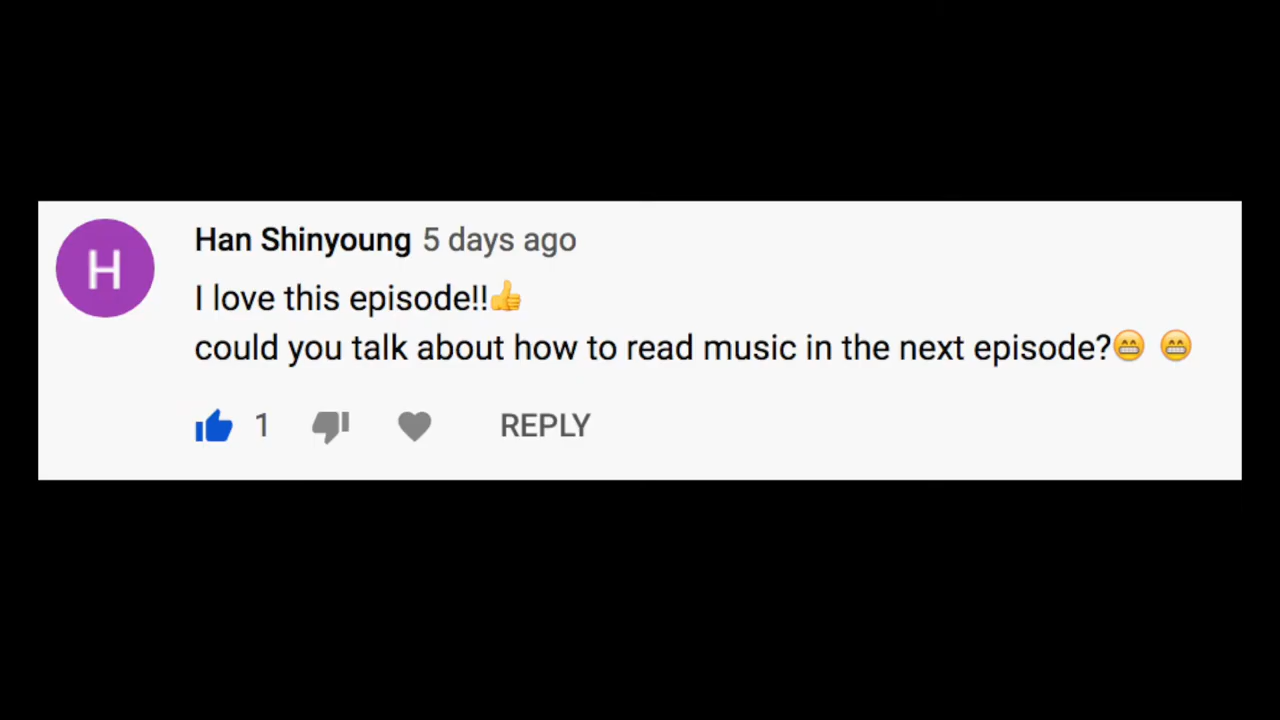 H
Han Shinyoung 5 days ago
I love this episode!!👍
could you talk about how to read music in the next episode?😁 😁
1 REPLY